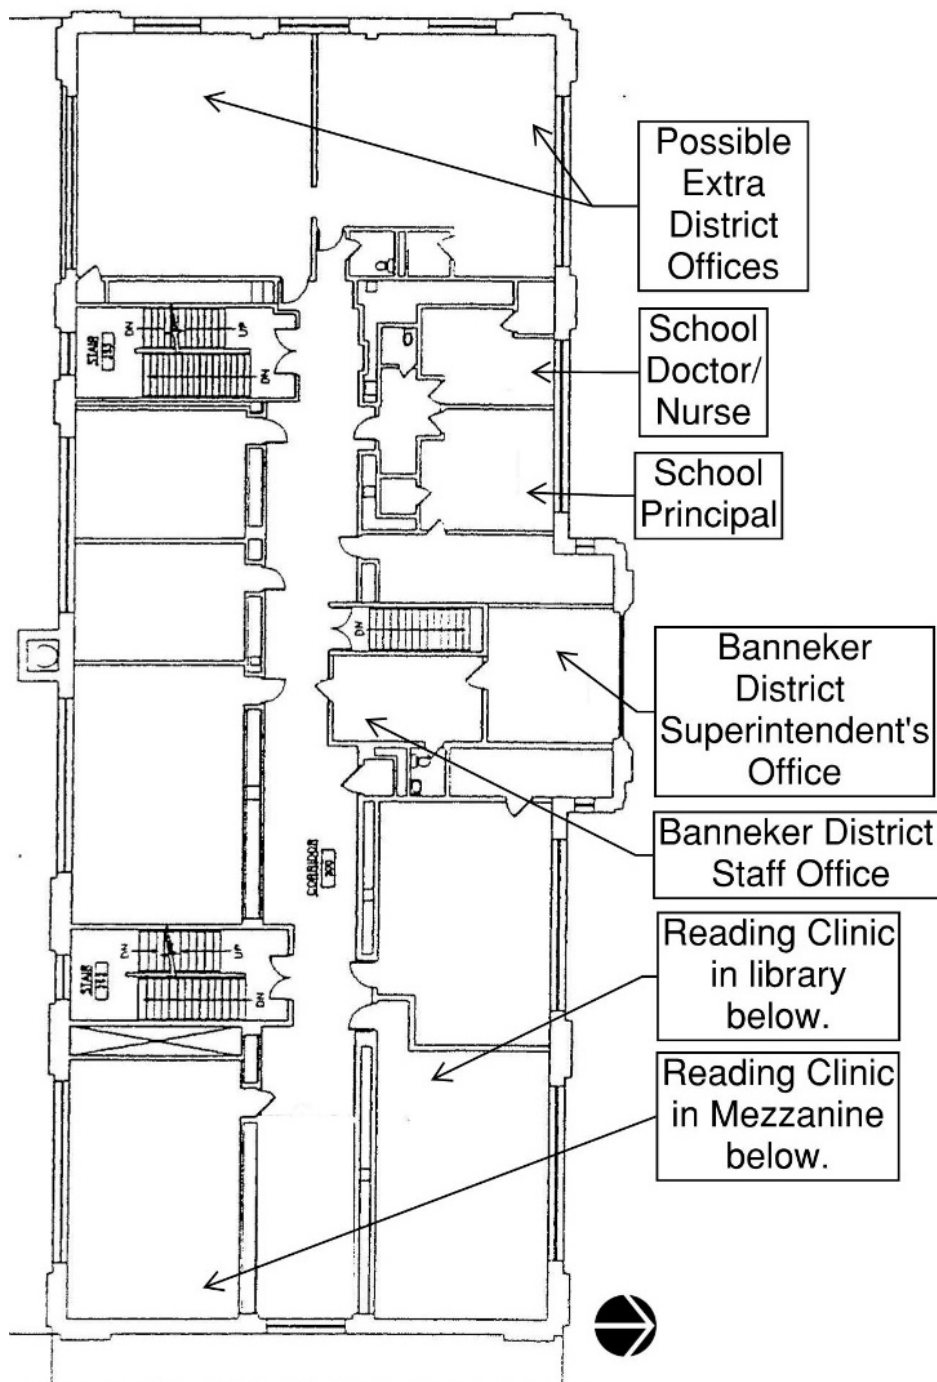 Possible
Extra
District
Offices
School
Doctor/
Nurse
School
Principal
Banneker
District
Superintendent's
Office
Banneker District
Staff Office
Reading Clinic
in library
below.
Reading Clinic
in Mezzanine
below.
DN
UP
DN
STAIR
DN
CORRIDOR
DN
UP
DN
STAIR